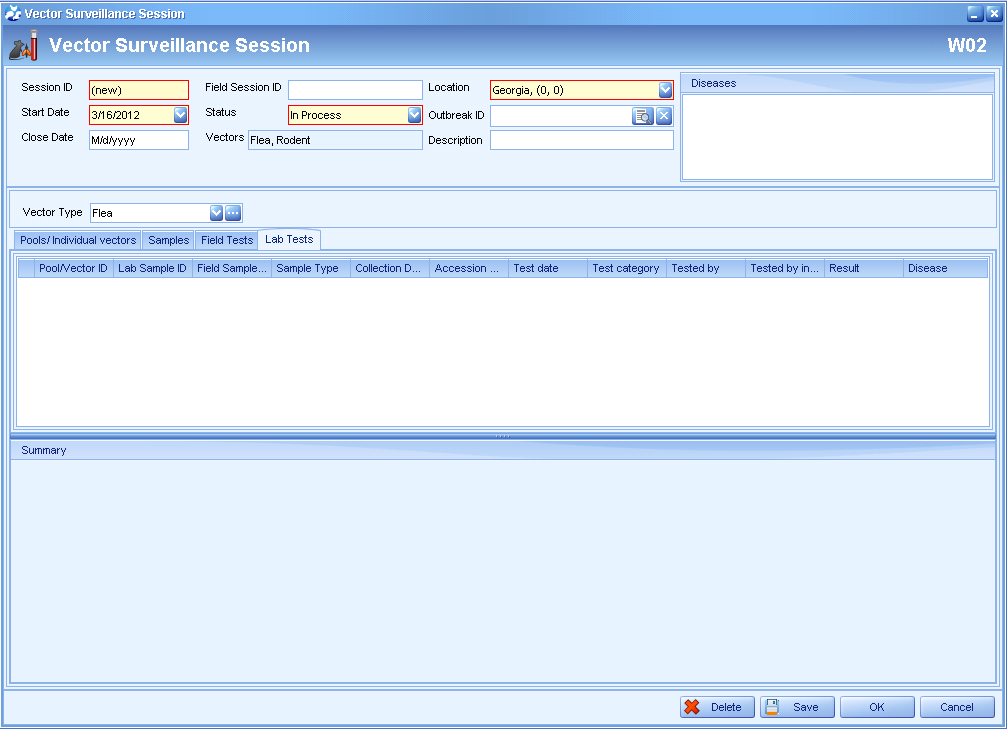 Vector Surveillance Session
Vector Surveillance Session W02
Session ID (new) Field Session ID Location Georgia, (0, 0) Diseases
Start Date 3/16/2012 Status In Process Outbreak ID
Close Date M/d/yyyy Vectors Flea, Rodent Description
Vector Type Flea
Pools/Individual vectors Samples Field Tests Lab Tests
Pool/Vector ID Lab Sample ID Field Sample... Sample Type Collection D... Accession ... Test date Test category Tested by Tested by in... Result Disease
Summary
Delete Save OK Cancel